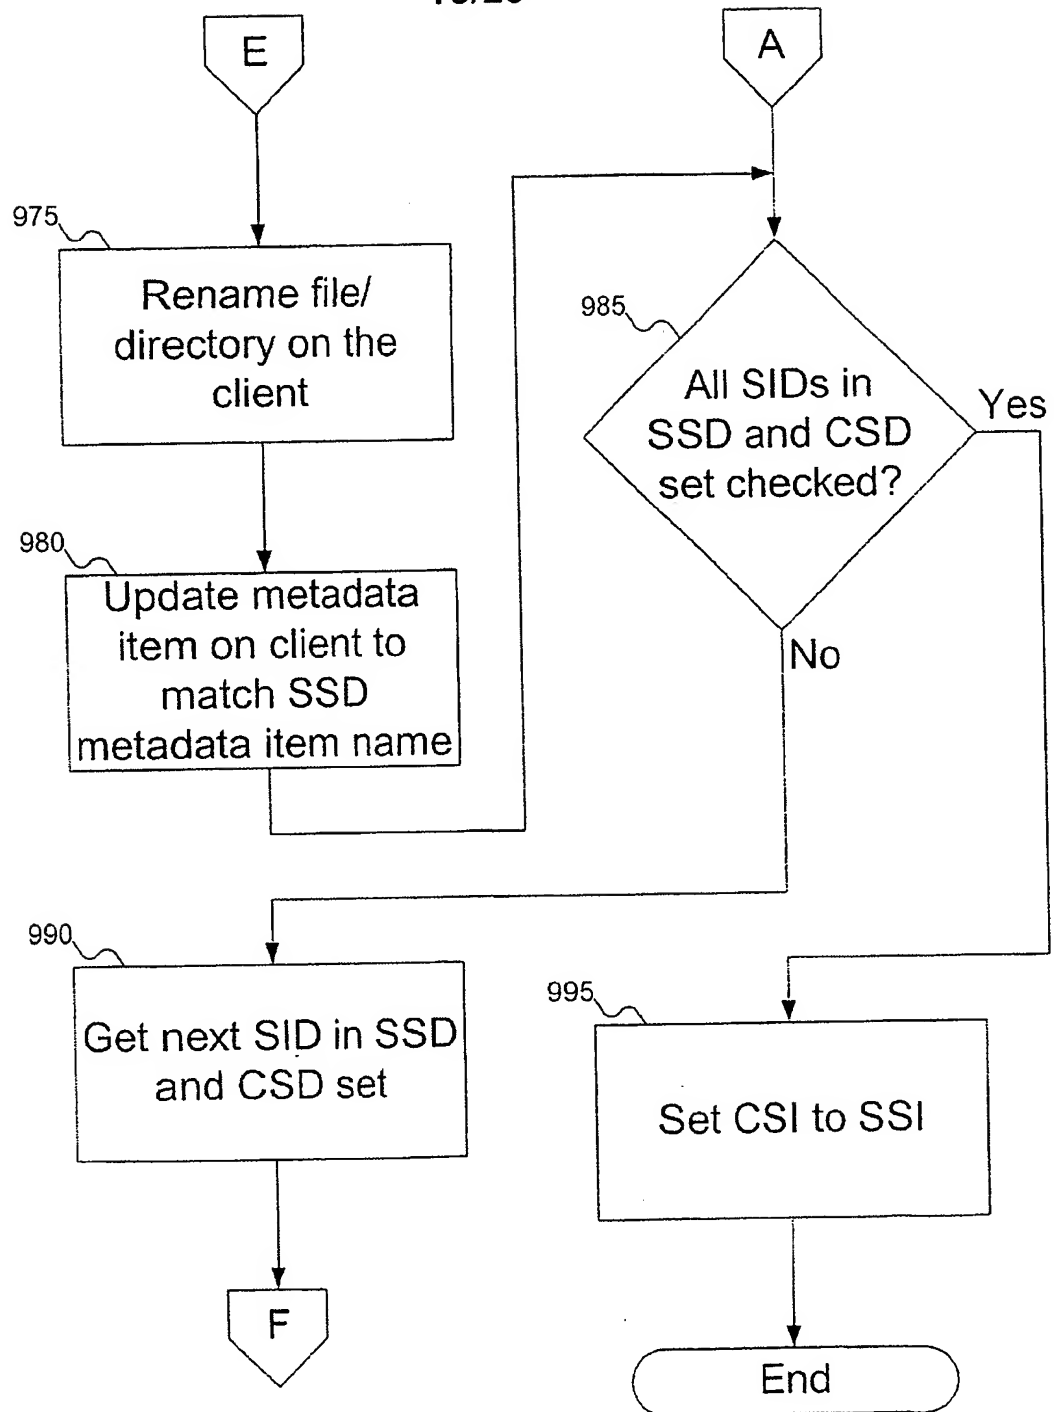 E
A
975
Rename file/
directory on the
client
985
All SIDs in
SSD and CSD
set checked?
Yes
980
Update metadata
item on client to
match SSD
metadata item name
No
990
Get next SID in SSD
and CSD set
995
Set CSI to SSI
F
End